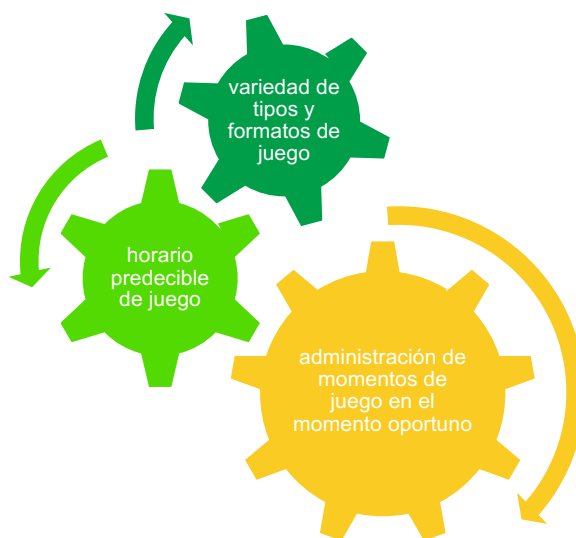 variedad de
tipos y
formatos de
juego
horario
predecible
de juego
administración de
momentos de
juego en el
momento oportuno